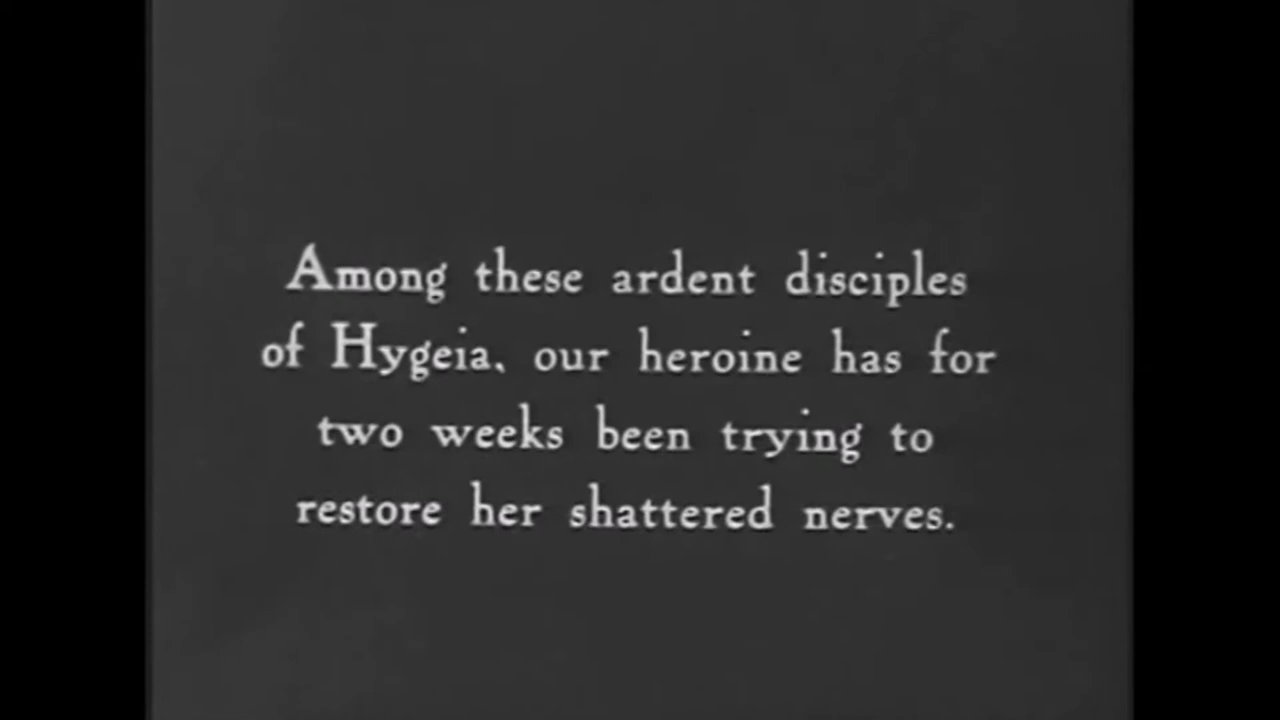 Among these ardent disciples
of Hygeia, our heroine has for
two weeks been trying to
restore her shattered nerves.